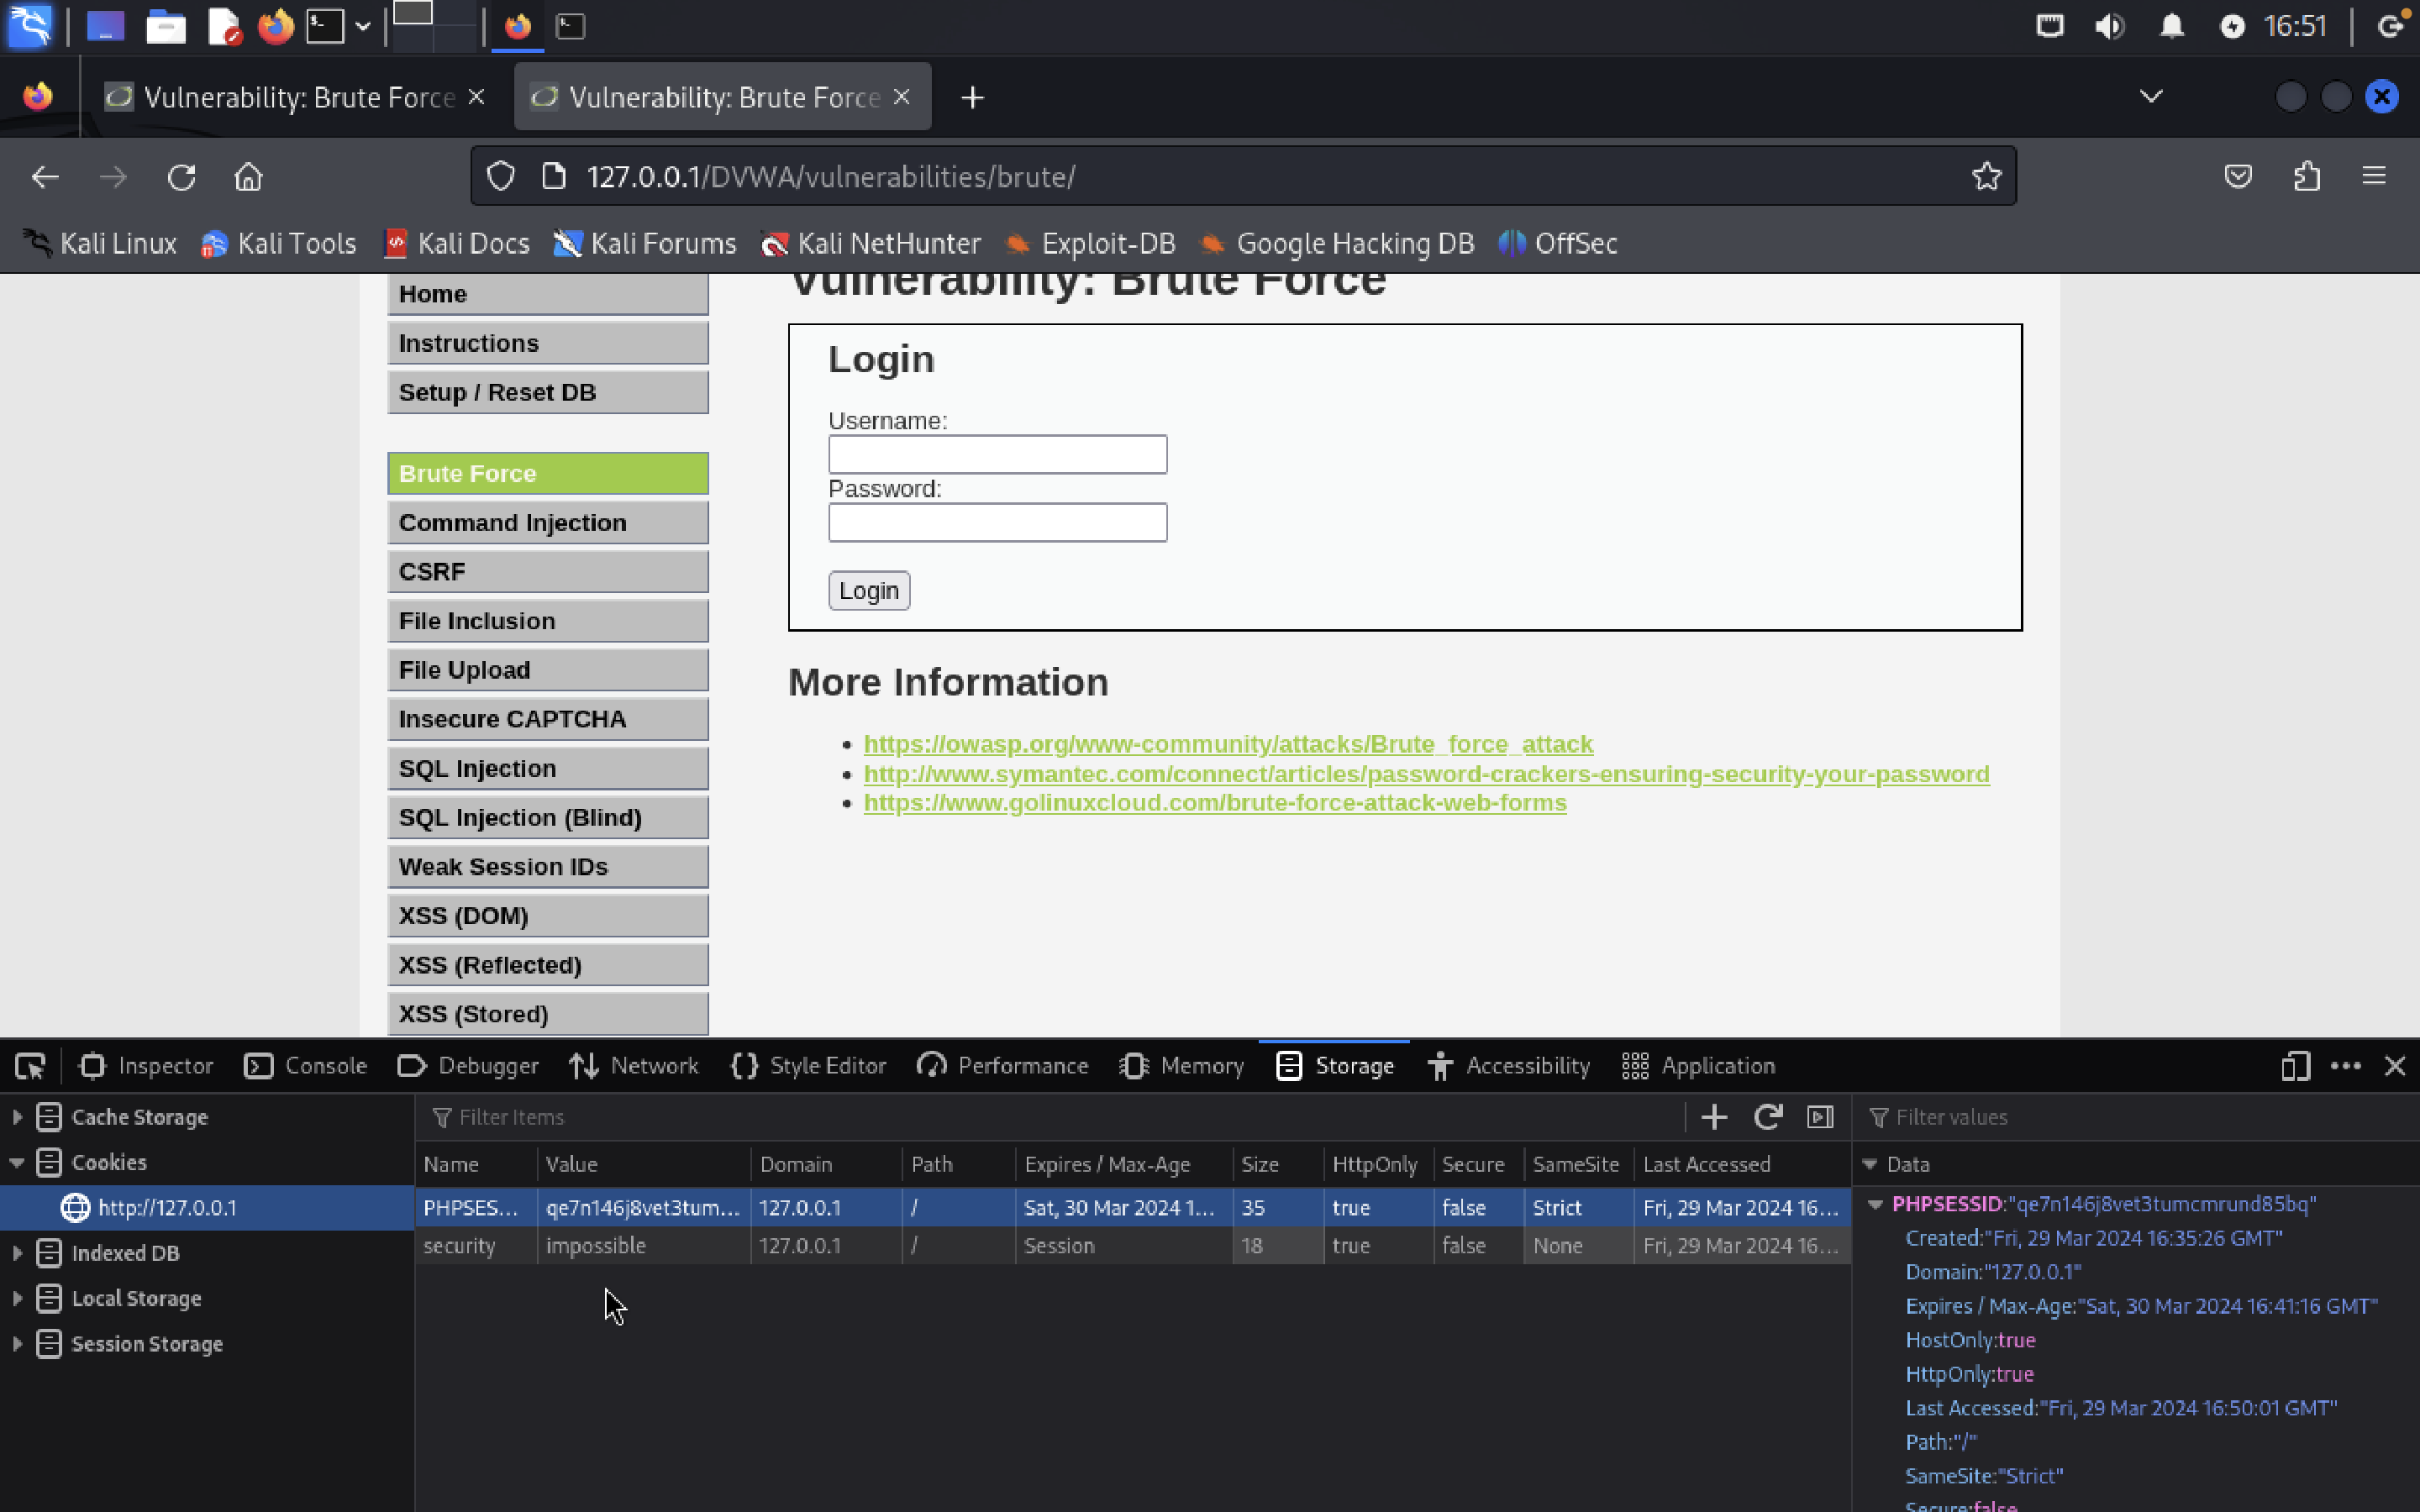 16:51
Vulnerability: Brute Force
Vulnerability: Brute Force
127.0.0.1/DVWA/vulnerabilities/brute/
Kali Linux Kali Tools Kali Docs Kali Forums Kali NetHunter Exploit-DB Google Hacking DB OffSec
Home
Instructions
Setup / Reset DB
Brute Force
Command Injection
CSRF
File Inclusion
File Upload
Insecure CAPTCHA
SQL Injection
SQL Injection (Blind)
Weak Session IDs
XSS (DOM)
XSS (Reflected)
XSS (Stored)
Vulnerability: Brute Force
Login
Username:
Password:
Login
More Information
https://owasp.org/www-community/attacks/Brute_force_attack
http://www.symantec.com/connect/articles/password-crackers-ensuring-security-your-password
https://www.golinuxcloud.com/brute-force-attack-web-forms
Inspector Console Debugger Network Style Editor Performance Memory Storage Accessibility Application
Cache Storage
Cookies
http://127.0.0.1
Indexed DB
Local Storage
Session Storage
Filter Items
Name Value Domain Path Expires / Max-Age Size HttpOnly Secure SameSite Last Accessed
PHPSES... qe7n146j8vet3tum... 127.0.0.1 / Sat, 30 Mar 2024 1... 35 true false Strict Fri, 29 Mar 2024 16...
security impossible 127.0.0.1 / Session 18 true false None Fri, 29 Mar 2024 16...
Filter values
Data
PHPSESSID:"qe7n146j8vet3tumcmrund85bq"
Created:"Fri, 29 Mar 2024 16:35:26 GMT"
Domain:"127.0.0.1"
Expires / Max-Age:"Sat, 30 Mar 2024 16:41:16 GMT"
HostOnly:true
HttpOnly:true
Last Accessed:"Fri, 29 Mar 2024 16:50:01 GMT"
Path:"/"
SameSite:"Strict"
Secure:false